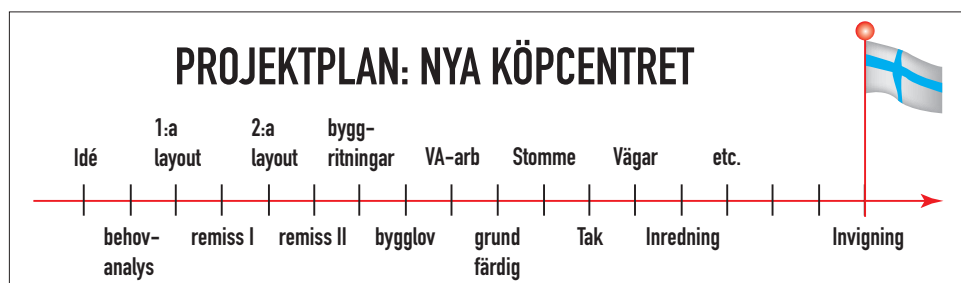 PROJEKTPLAN: NYA KÖPCENTRET
Idé
1:a
layout
2:a
layout
bygg-
ritningar
VA-arb
Stomme
Vägar
etc.
behov-
analys
remiss I
remiss II
bygglov
grund
färdig
Tak
Inredning
Invigning